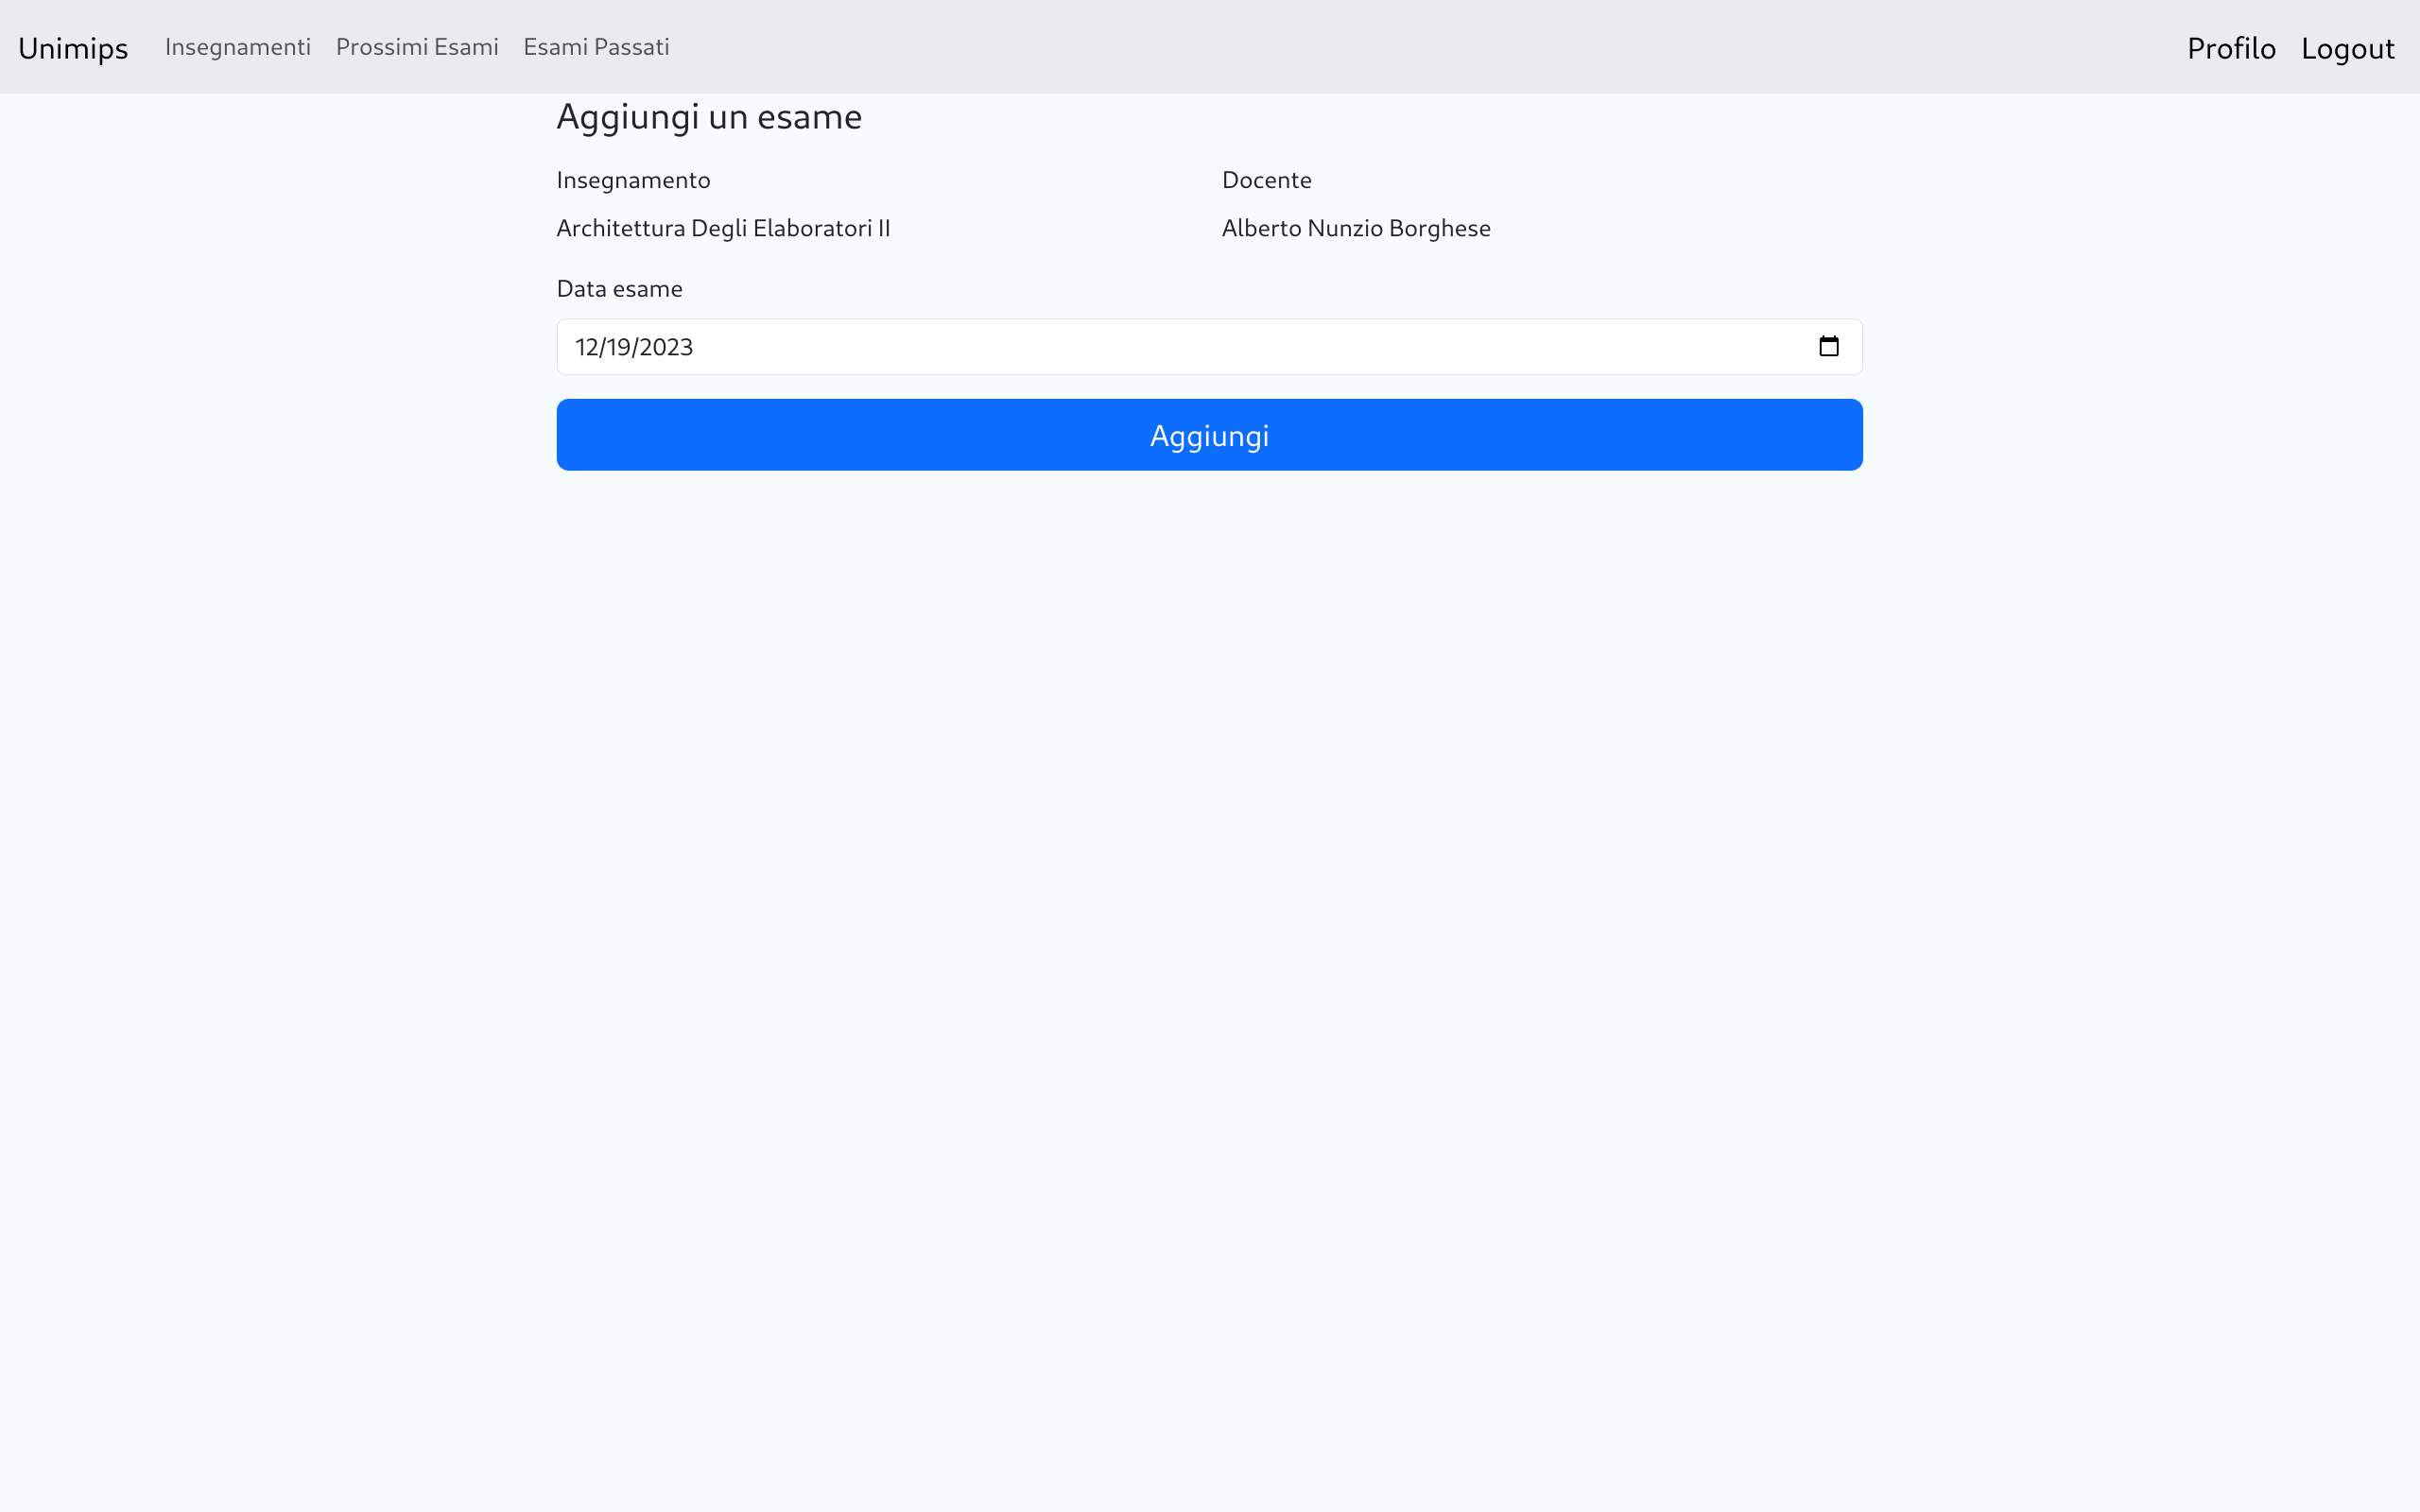 Unimips Insegnamenti Prossimi Esami Esami Passati Profilo Logout
Aggiungi un esame
Insegnamento Docente
Architettura Degli Elaboratori II Alberto Nunzio Borghese
Data esame
12/19/2023
Aggiungi